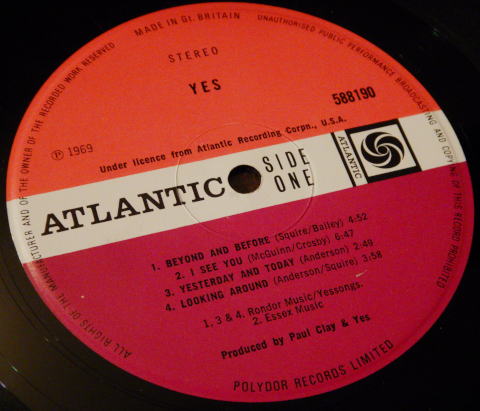 MADE IN Gt. BRITAIN
UNAUTHORISED PUBLIC PERFORMANCE BROADCASTING AND COPYING OF THIS RECORD PROHIBITED
ALL RIGHTS OF THE MANUFACTURER AND OF THE OWNER OF THE RECORDED WORK RESERVED
STEREO
YES
588190
℗ 1969
Under licence from Atlantic Recording Corpn., U.S.A.
ATLANTIC
SIDE
ONE
ATLANTIC
1. BEYOND AND BEFORE (Squire/Bailey) 4:52
2. I SEE YOU (McGuinn/Crosby) 6:47
3. YESTERDAY AND TODAY (Anderson) 2:49
4. LOOKING AROUND (Anderson/Squire) 3:58
1, 3 & 4. Rondor Music/Yessongs.
2. Essex Music
Produced by Paul Clay & Yes
POLYDOR RECORDS LIMITED